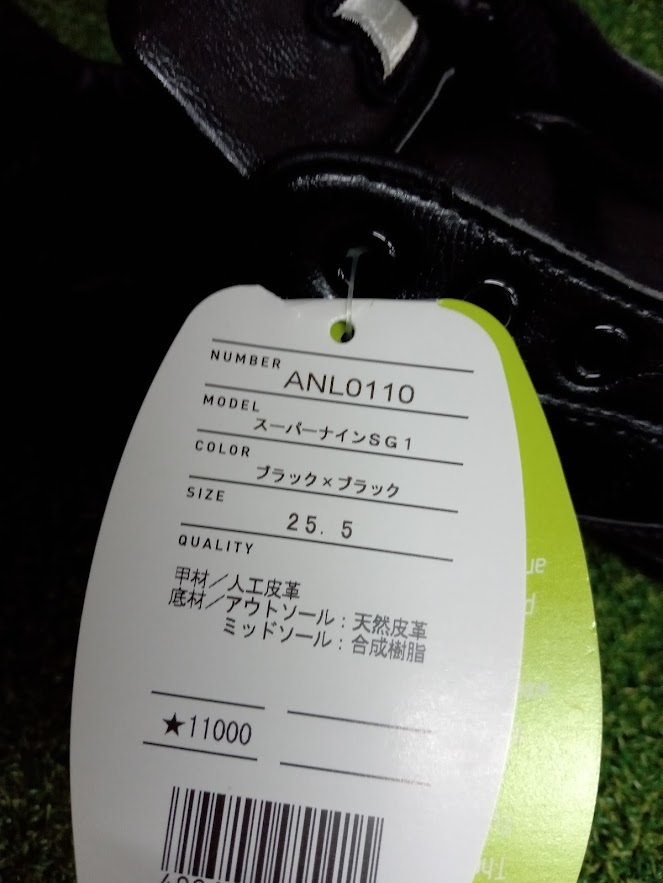 NUMBER
ANL0110
MODEL
スーパーナインSG1
COLOR
ブラック×ブラック
SIZE
25.5
QUALITY
甲材／人工皮革
底材／アウトソール：天然皮革
ミッドソール：合成樹脂
★11000